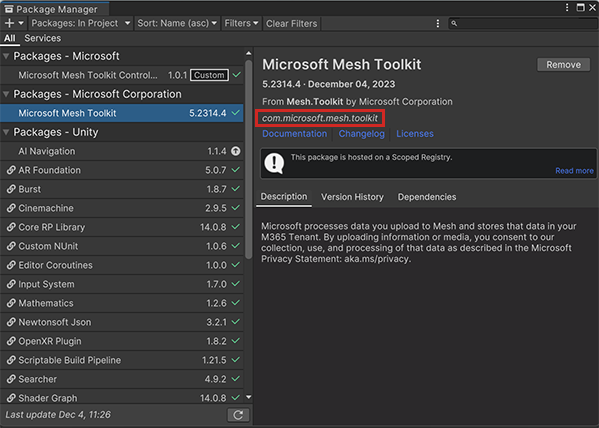 Package Manager
+ Packages: In Project Sort: Name (asc) Filters Clear Filters
All Services
Packages - Microsoft
Microsoft Mesh Toolkit Control... 1.0.1 Custom
Packages - Microsoft Corporation
Microsoft Mesh Toolkit 5.2314.4
Packages - Unity
AI Navigation 1.1.4
AR Foundation 5.0.7
Burst 1.8.7
Cinemachine 2.9.5
Core RP Library 14.0.8
Custom NUnit 1.0.6
Editor Coroutines 1.0.0
Input System 1.7.0
Mathematics 1.2.6
Newtonsoft Json 3.2.1
OpenXR Plugin 1.8.2
Scriptable Build Pipeline 1.21.5
Searcher 4.9.2
Shader Graph 14.0.8
Last update Dec 4, 11:26
Microsoft Mesh Toolkit
Remove
5.2314.4 · December 04, 2023
From Mesh.Toolkit by Microsoft Corporation
com.microsoft.mesh.toolkit
Documentation Changelog Licenses
This package is hosted on a Scoped Registry.
Read more
Description Version History Dependencies
Microsoft processes data you upload to Mesh and stores that data in your
M365 Tenant. By uploading information or media, you consent to our
collection, use, and processing of that data as described in the Microsoft
Privacy Statement: aka.ms/privacy.